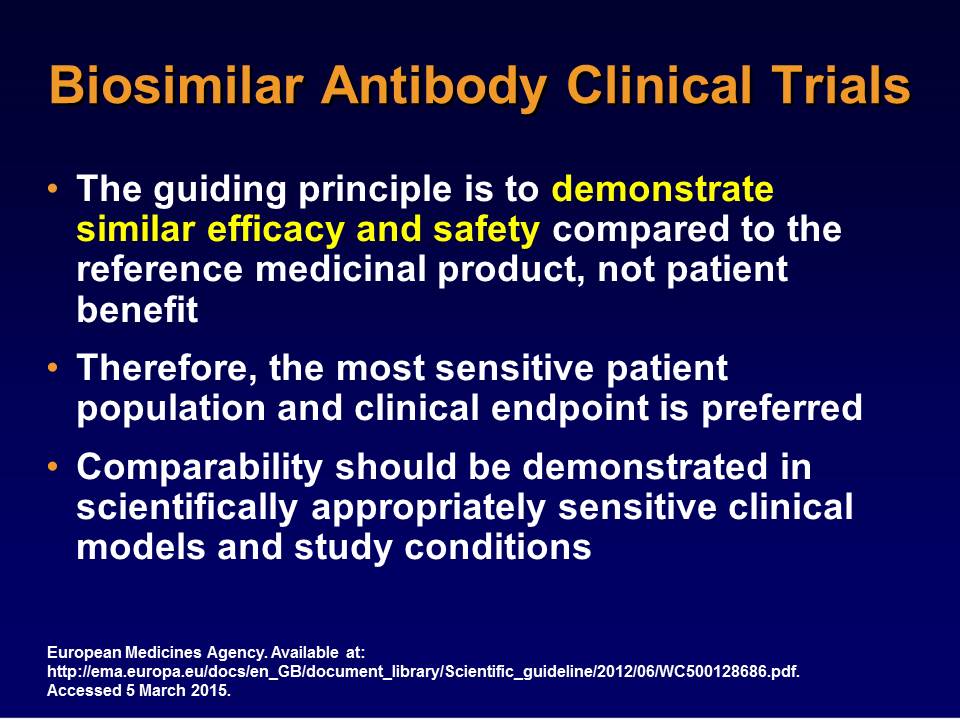 Biosimilar Antibody Clinical Trials
• The guiding principle is to demonstrate
similar efficacy and safety compared to the
reference medicinal product, not patient
benefit
• Therefore, the most sensitive patient
population and clinical endpoint is preferred
• Comparability should be demonstrated in
scientifically appropriately sensitive clinical
models and study conditions
European Medicines Agency. Available at:
http://ema.europa.eu/docs/en_GB/document_library/Scientific_guideline/2012/06/WC500128686.pdf.
Accessed 5 March 2015.